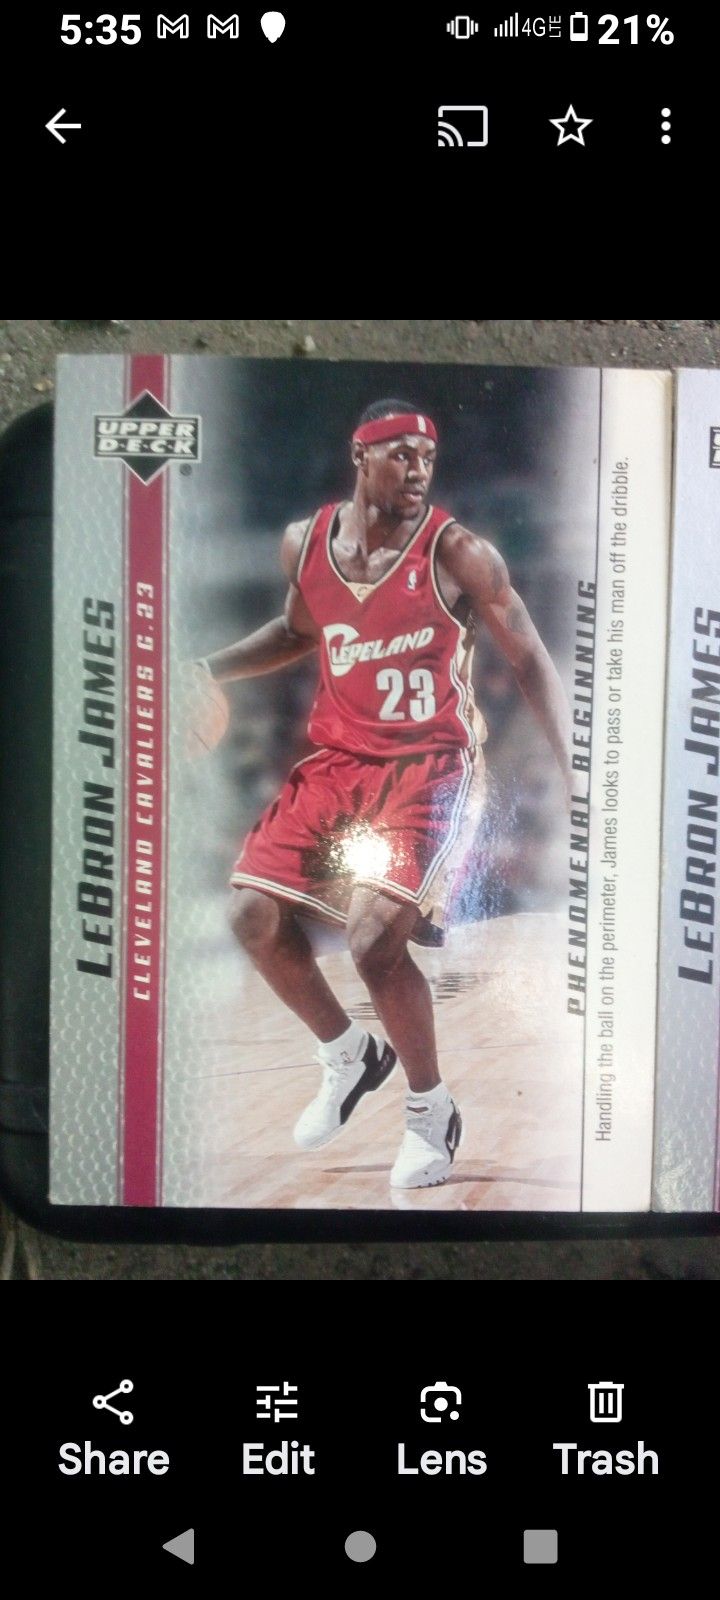 5:35
4G LTE
21%
UPPER
D·E·C·K
®
LEBRON JAMES
CLEVELAND CAVALIERS G.23
CLEVELAND
23
PHENOMENAL BEGINNING
Handling the ball on the perimeter, James looks to pass or take his man off the dribble.
LEBRON JAMES
Share
Edit
Lens
Trash